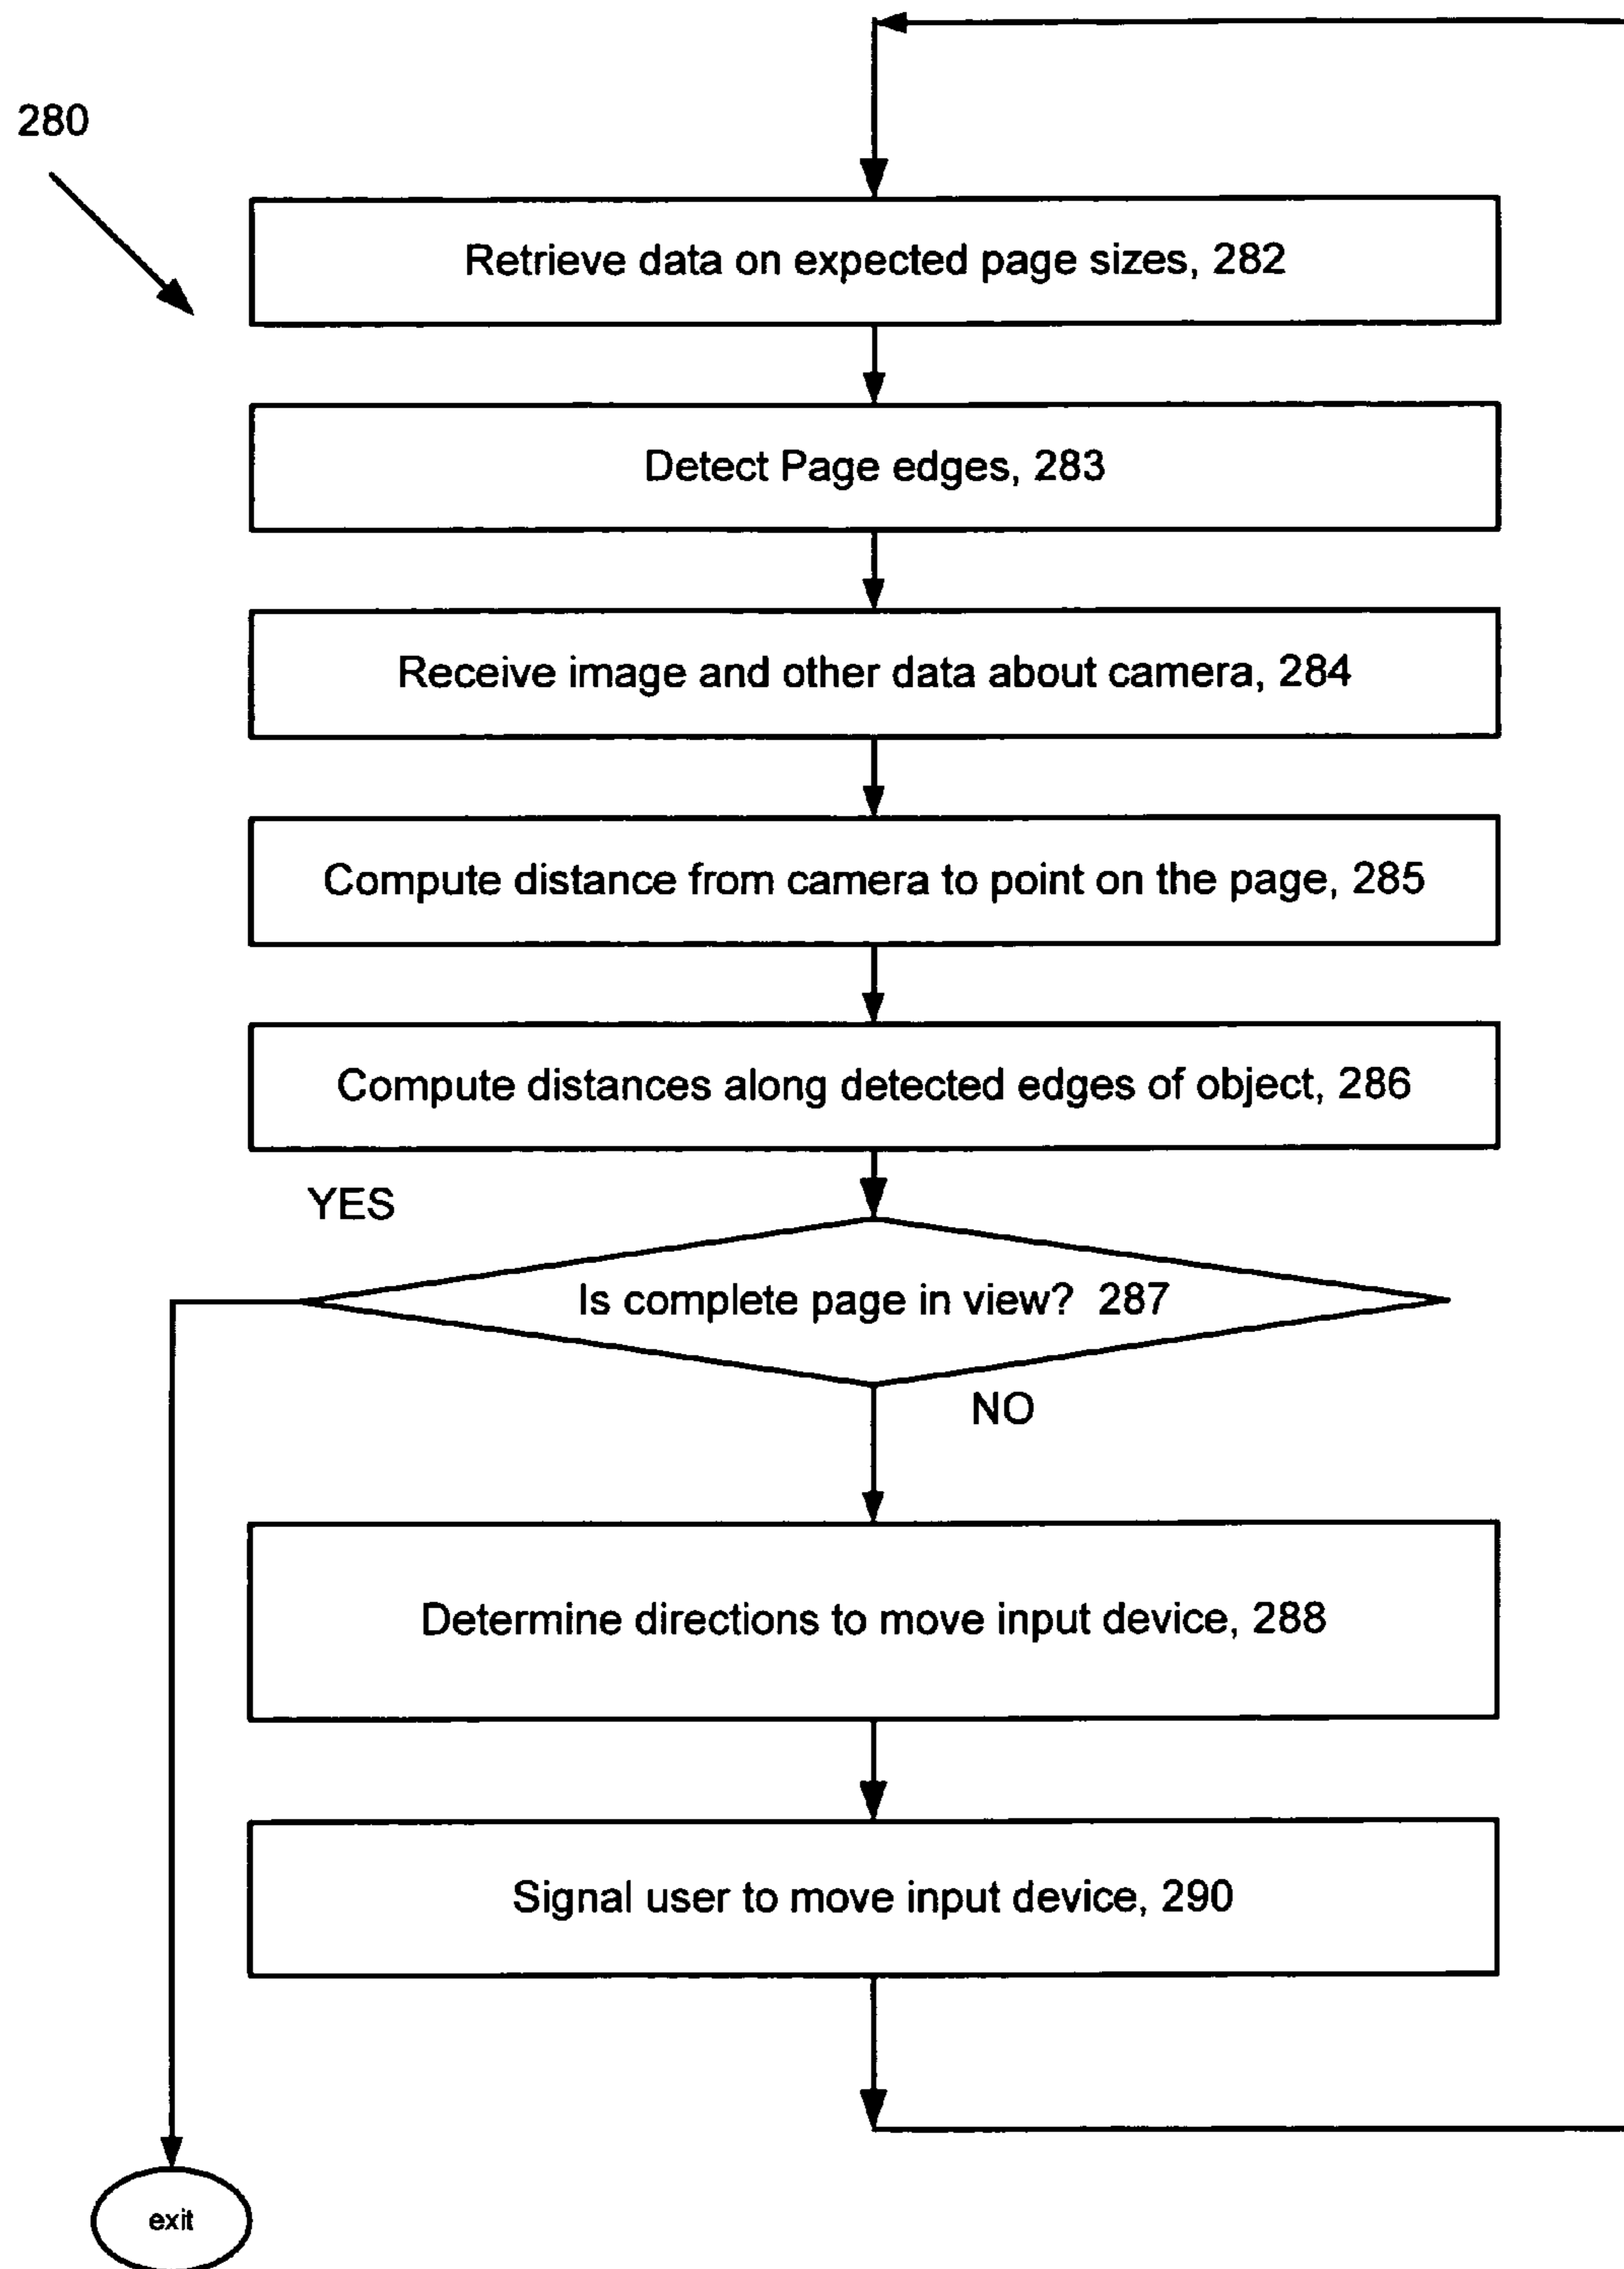 280
Retrieve data on expected page sizes, 282
Detect Page edges, 283
Receive image and other data about camera, 284
Compute distance from camera to point on the page, 285
Compute distances along detected edges of object, 286
YES
Is complete page in view? 287
NO
Determine directions to move input device, 288
Signal user to move input device, 290
exit